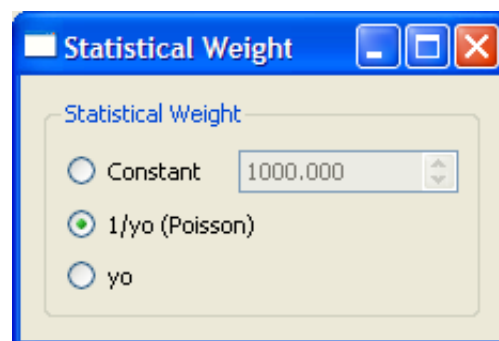 Statistical Weight
Statistical Weight
Constant 1000.000
1/yo (Poisson)
yo